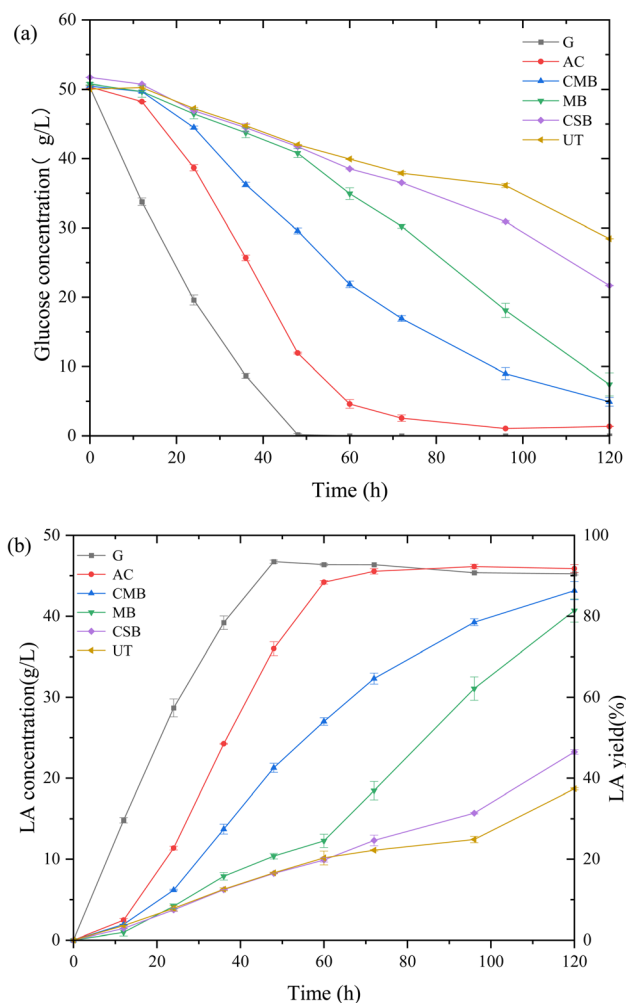 (a)
60
50
40
30
20
10
0
Glucose concentration( g/L)
G
AC
CMB
MB
CSB
UT
0 20 40 60 80 100 120
Time (h)
(b)
50
40
30
20
10
0
LA concentration(g/L)
G
AC
CMB
MB
CSB
UT
100
80
60
40
20
0
LA yield(%)
0 20 40 60 80 100 120
Time (h)